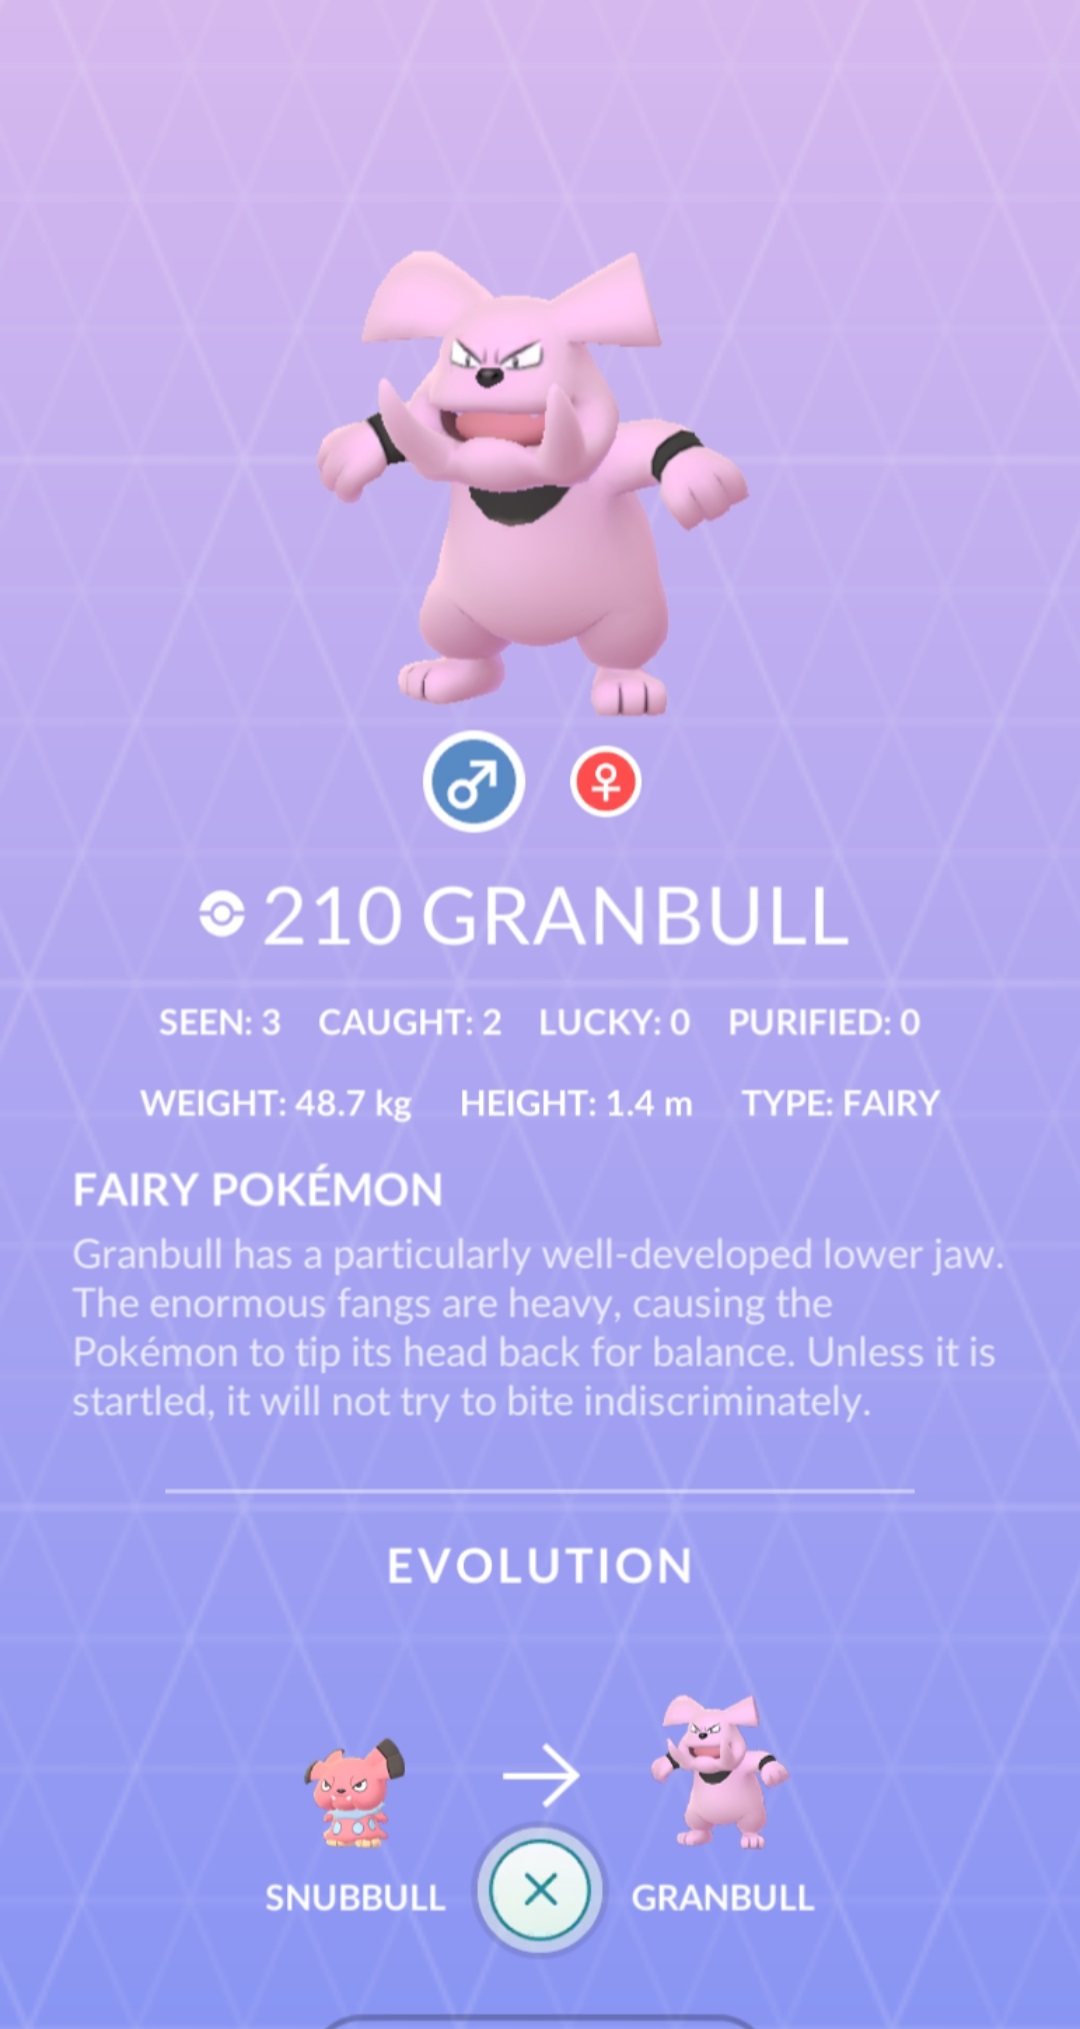 210 GRANBULL
SEEN: 3 CAUGHT: 2 LUCKY: 0 PURIFIED: 0
WEIGHT: 48.7 kg HEIGHT: 1.4 m TYPE: FAIRY
FAIRY POKÉMON
Granbull has a particularly well-developed lower jaw.
The enormous fangs are heavy, causing the
Pokémon to tip its head back for balance. Unless it is
startled, it will not try to bite indiscriminately.
EVOLUTION
SNUBBULL GRANBULL